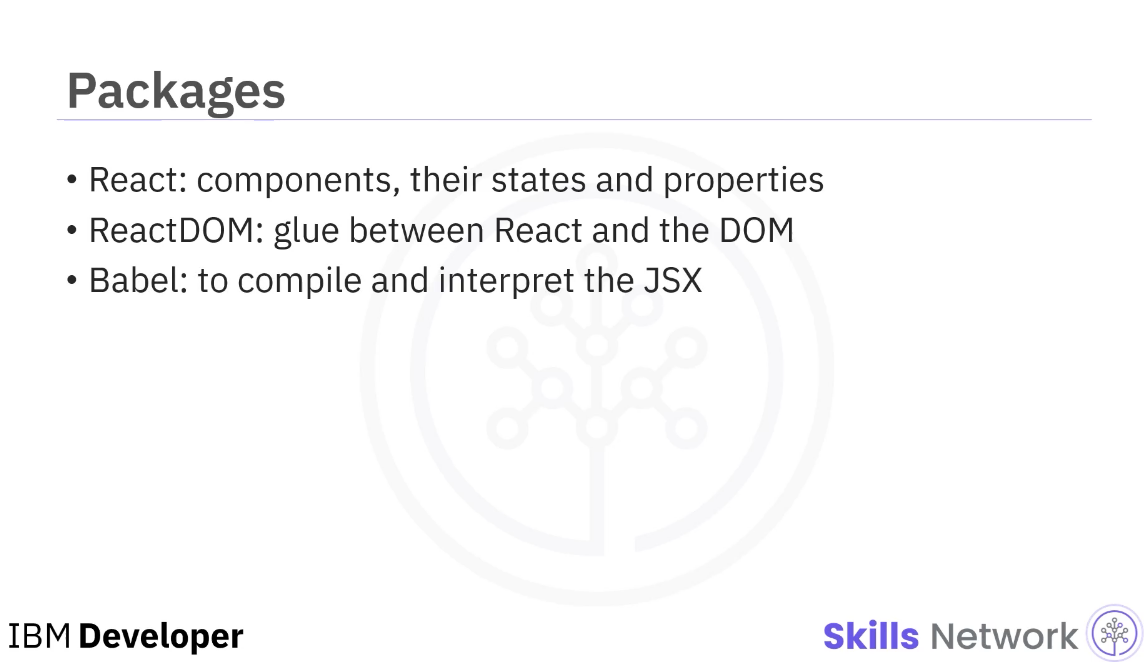 Packages
• React: components, their states and properties
• ReactDOM: glue between React and the DOM
• Babel: to compile and interpret the JSX
IBM Developer
Skills Network